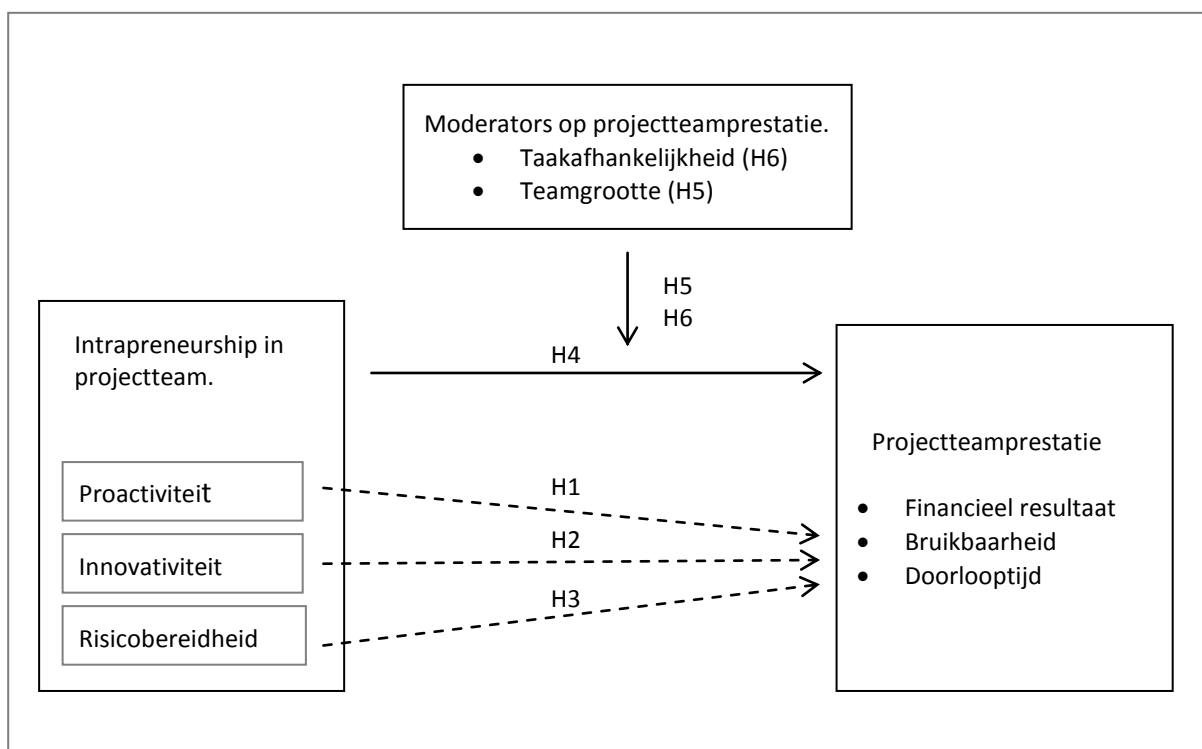 Moderators op projectteamprestatie.
• Taakafhankelijkheid (H6)
• Teamgrootte (H5)
H5
H6
Intrapreneurship in
projectteam.
H4
Proactiviteit
Innovativiteit
Risicobereidheid
H1
H2
H3
Projectteamprestatie
• Financieel resultaat
• Bruikbaarheid
• Doorlooptijd